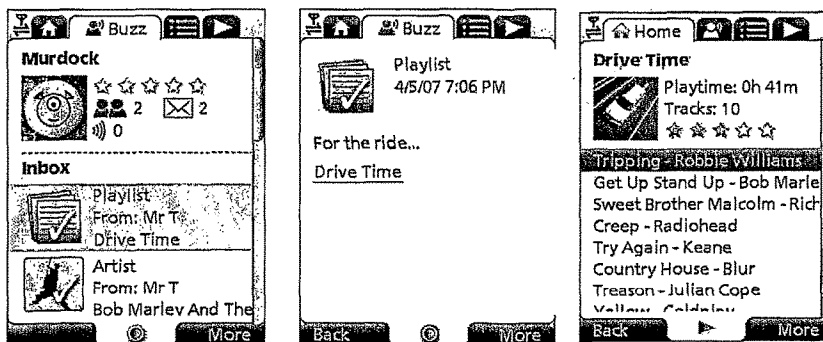 Buzz
Murdock
2
2
0
Inbox
Playlist
From: Mr T
Drive Time
Artist
From: Mr T
Bob Marley And The
More
Buzz
Playlist
4/5/07 7:06 PM
For the ride...
Drive Time
Back
More
Home
Drive Time
Playtime: 0h 41m
Tracks: 10
Tripping - Robbie Williams
Get Up Stand Up - Bob Marle
Sweet Brother Malcolm - Rich
Creep - Radiohead
Try Again - Keane
Country House - Blur
Treason - Julian Cope
Yellow - Coldplay
Back
More